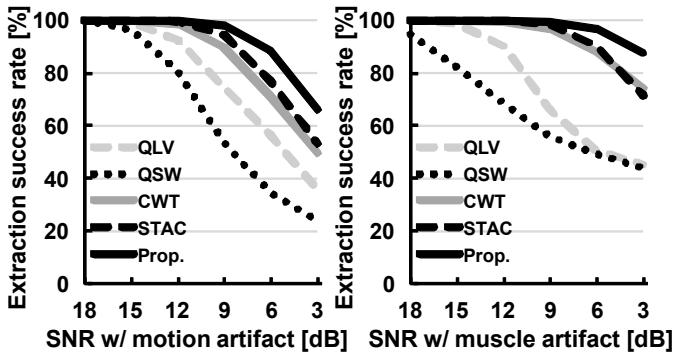 Extraction success rate [%]
100
80
60
40
20
0
QLV
QSW
CWT
STAC
Prop.
18 15 12 9 6 3
SNR w/ motion artifact [dB]
Extraction success rate [%]
100
80
60
40
20
0
QLV
QSW
CWT
STAC
Prop.
18 15 12 9 6 3
SNR w/ muscle artifact [dB]